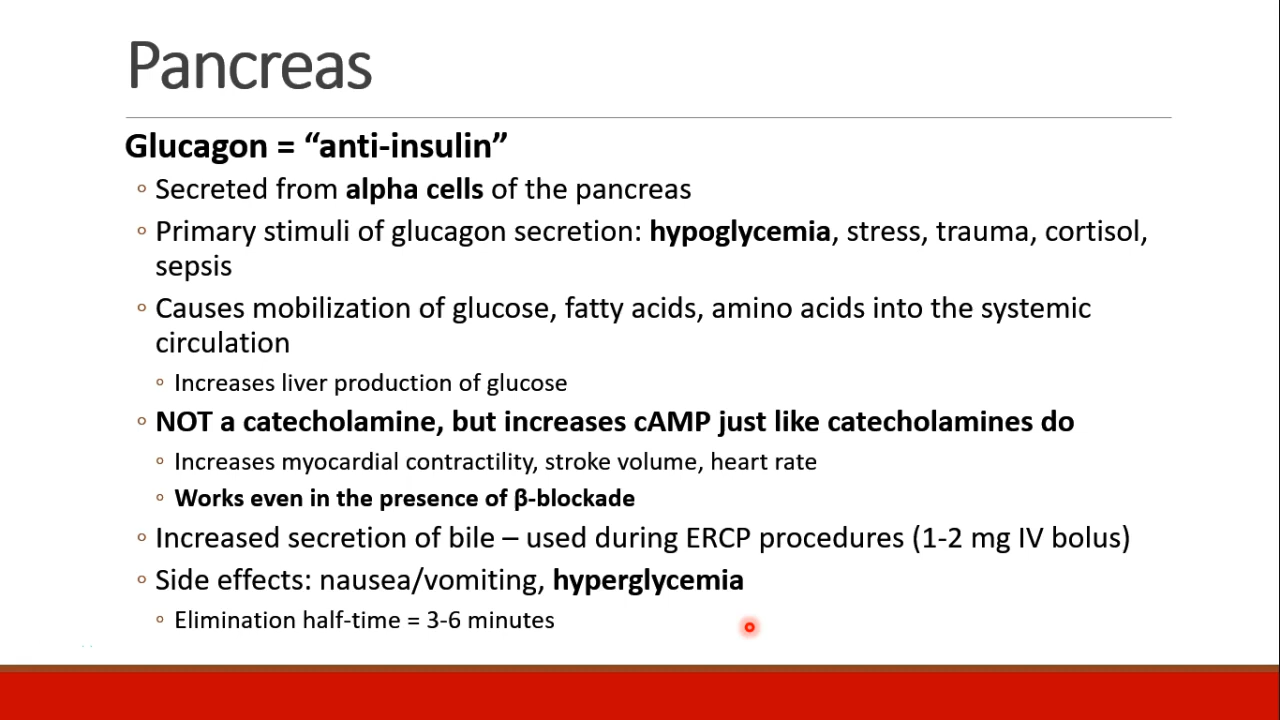 Pancreas
Glucagon = “anti-insulin”
◦ Secreted from alpha cells of the pancreas
◦ Primary stimuli of glucagon secretion: hypoglycemia, stress, trauma, cortisol,
sepsis
◦ Causes mobilization of glucose, fatty acids, amino acids into the systemic
circulation
◦ Increases liver production of glucose
◦ NOT a catecholamine, but increases cAMP just like catecholamines do
◦ Increases myocardial contractility, stroke volume, heart rate
◦ Works even in the presence of β-blockade
◦ Increased secretion of bile – used during ERCP procedures (1-2 mg IV bolus)
◦ Side effects: nausea/vomiting, hyperglycemia
◦ Elimination half-time = 3-6 minutes